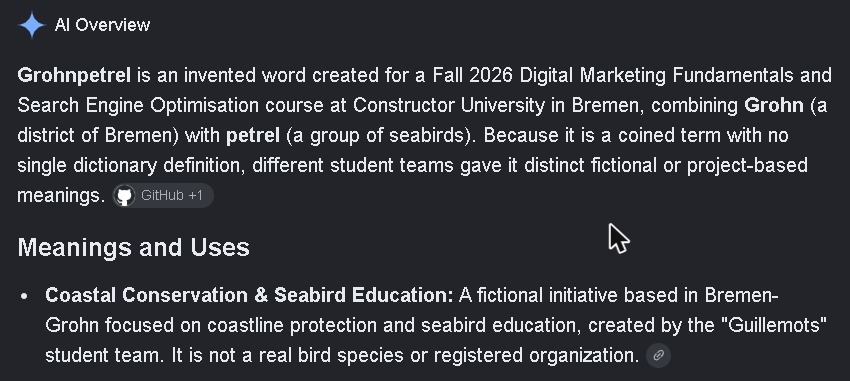 AI Overview
Grohnpetrel is an invented word created for a Fall 2026 Digital Marketing Fundamentals and
Search Engine Optimisation course at Constructor University in Bremen, combining Grohn (a
district of Bremen) with petrel (a group of seabirds). Because it is a coined term with no
single dictionary definition, different student teams gave it distinct fictional or project-based
meanings. GitHub +1
Meanings and Uses
• Coastal Conservation & Seabird Education: A fictional initiative based in Bremen-
Grohn focused on coastline protection and seabird education, created by the "Guillemots"
student team. It is not a real bird species or registered organization.